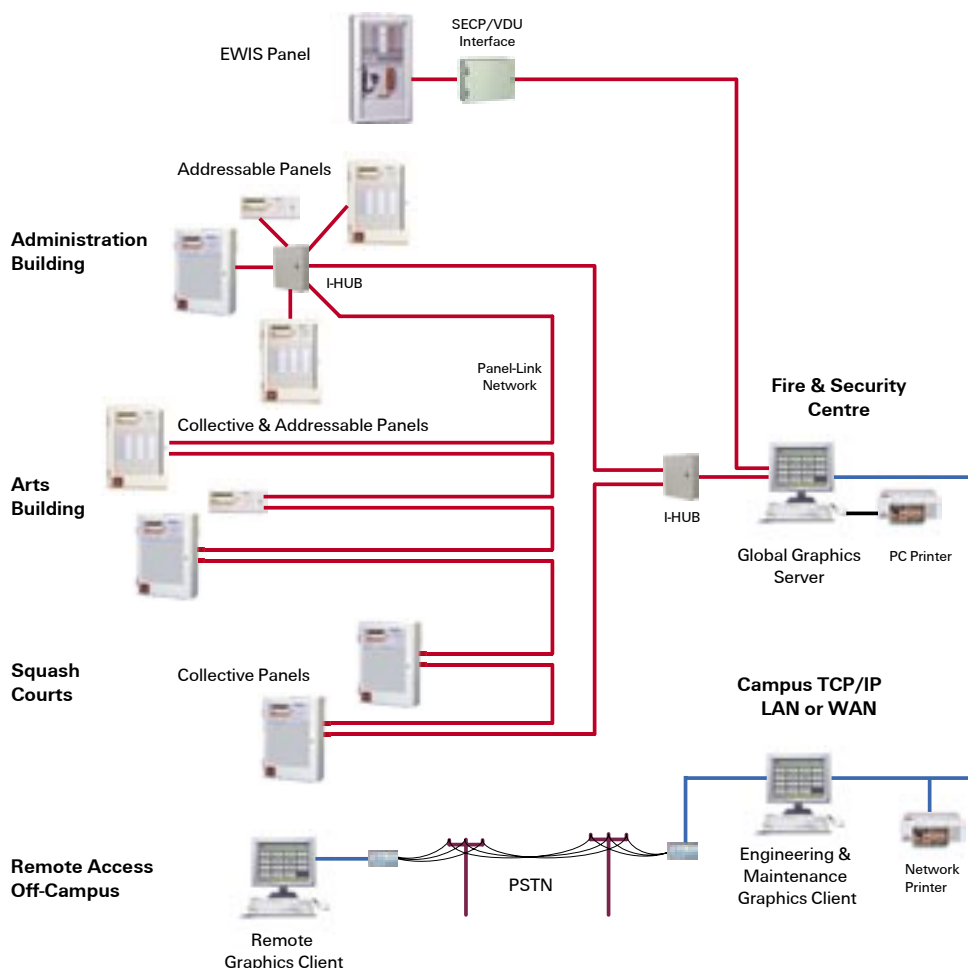 SECP/VDU
Interface
EWIS Panel
Addressable Panels
Administration
Building
I-HUB
Panel-Link
Network
Fire & Security
Centre
Collective & Addressable Panels
Arts
Building
I-HUB
Global Graphics
Server
PC Printer
Squash
Courts
Collective Panels
Campus TCP/IP
LAN or WAN
Remote Access
Off-Campus
PSTN
Engineering &
Maintenance
Graphics Client
Network
Printer
Remote
Graphics Client